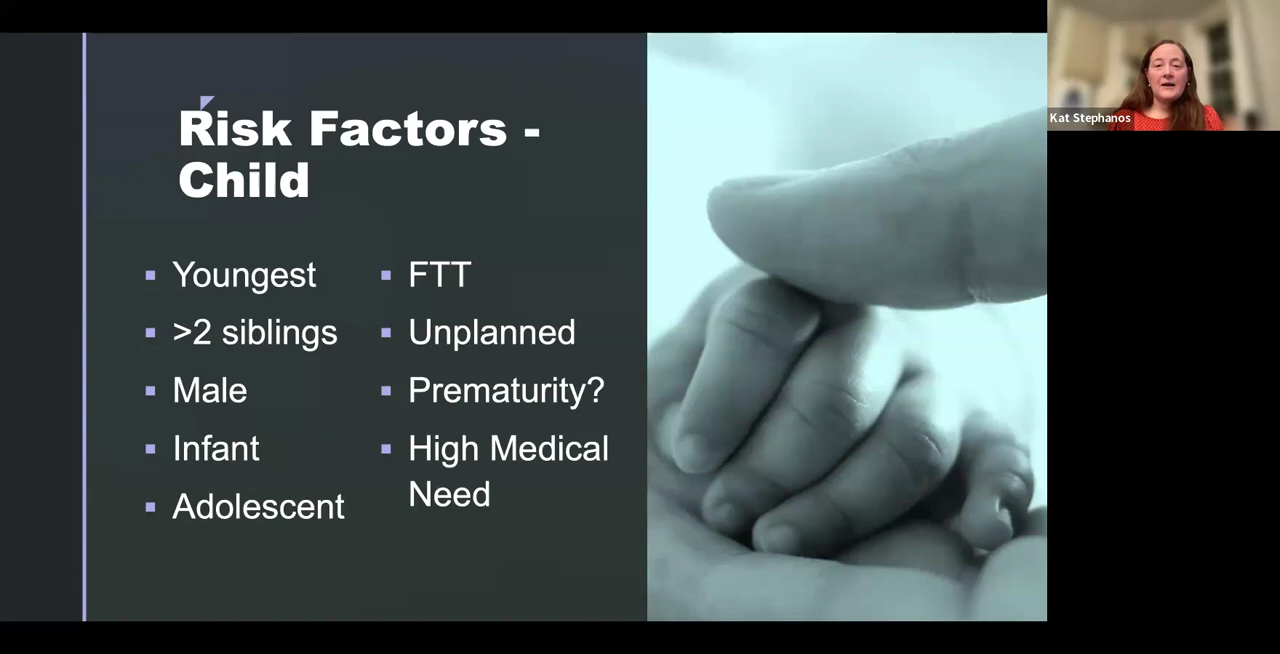 Risk Factors -
Child
Youngest
>2 siblings
Male
Infant
Adolescent
FTT
Unplanned
Prematurity?
High Medical
Need
Kat Stephanos